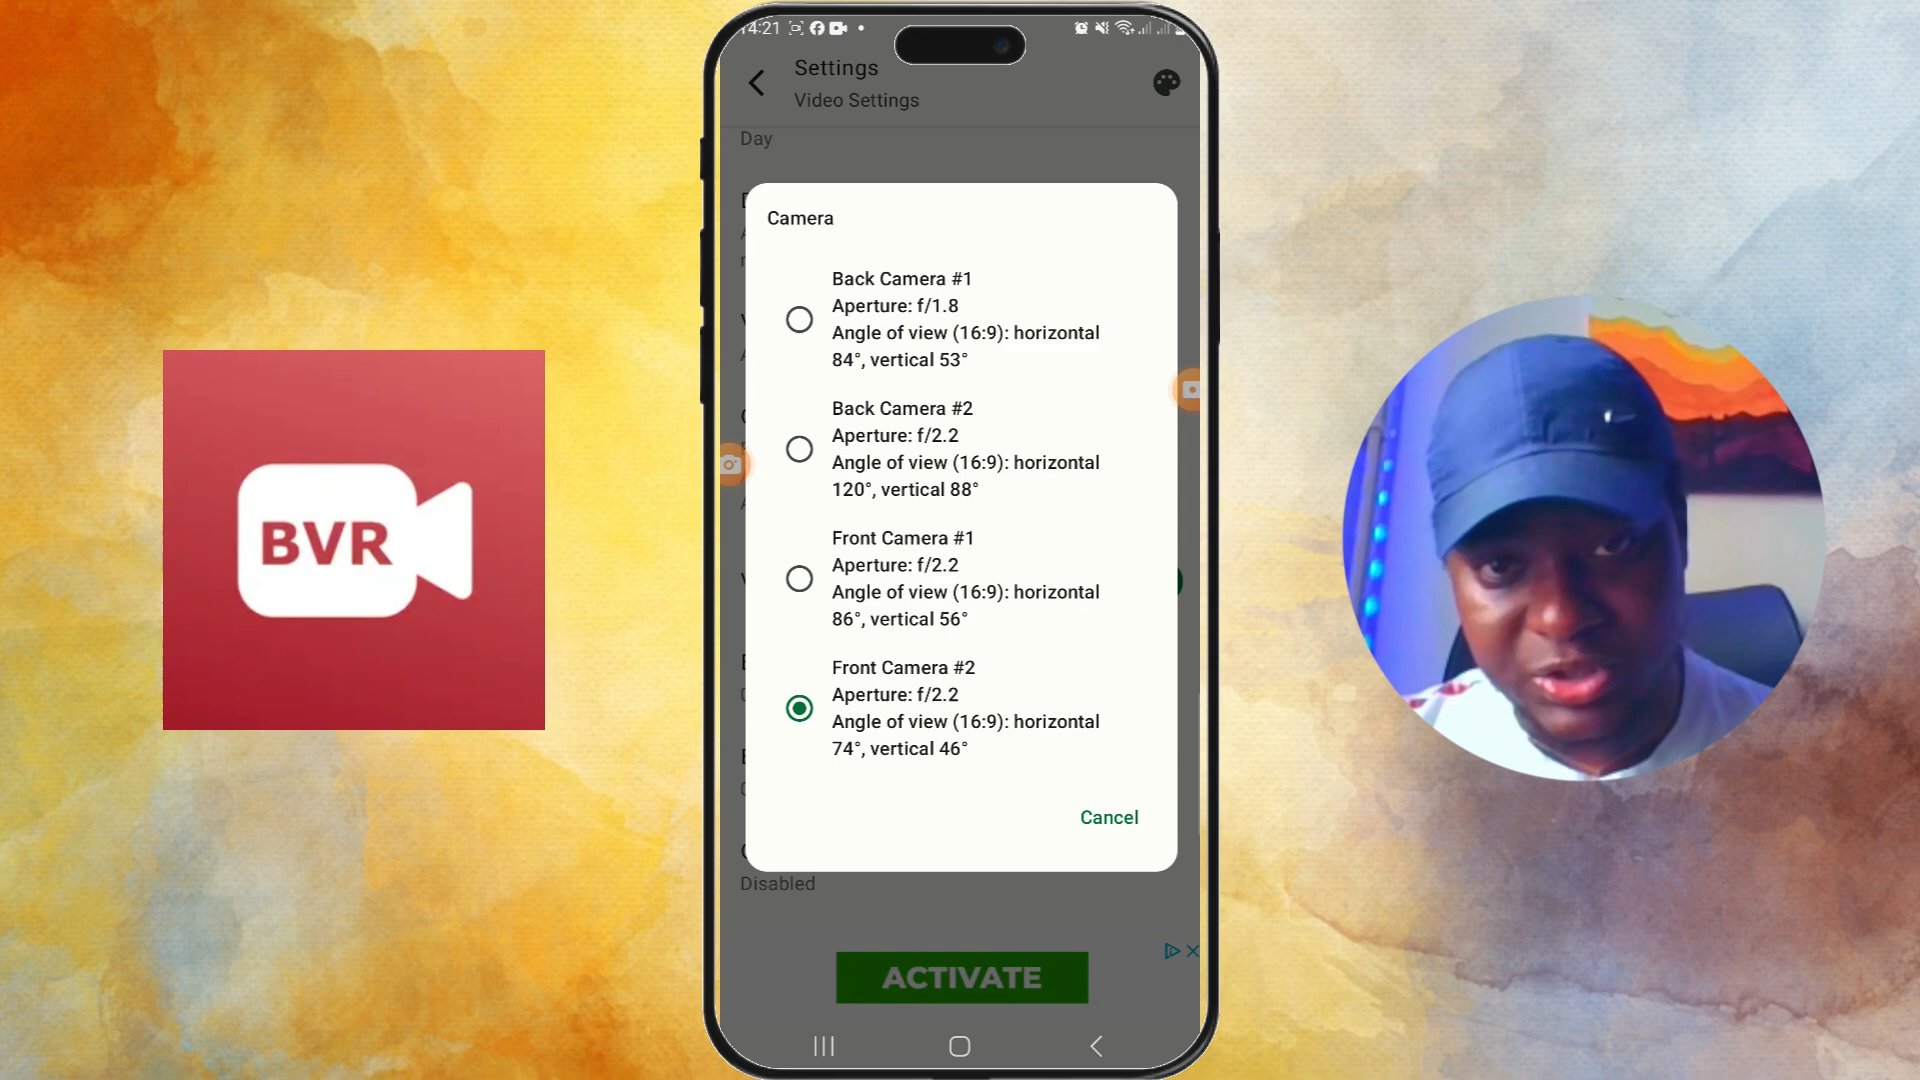 14:21
Settings
Video Settings
Day
Camera
Back Camera #1
Aperture: f/1.8
Angle of view (16:9): horizontal
84°, vertical 53°
Back Camera #2
Aperture: f/2.2
Angle of view (16:9): horizontal
120°, vertical 88°
Front Camera #1
Aperture: f/2.2
Angle of view (16:9): horizontal
86°, vertical 56°
Front Camera #2
Aperture: f/2.2
Angle of view (16:9): horizontal
74°, vertical 46°
Cancel
Disabled
ACTIVATE
BVR